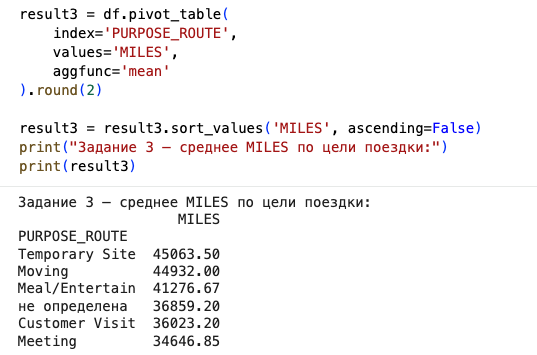 result3 = df.pivot_table(
    index='PURPOSE_ROUTE',
    values='MILES',
    aggfunc='mean'
).round(2)

result3 = result3.sort_values('MILES', ascending=False)
print("Задание 3 — среднее MILES по цели поездки:")
print(result3)
Задание 3 — среднее MILES по цели поездки:
                   MILES
PURPOSE_ROUTE
Temporary Site  45063.50
Moving          44932.00
Meal/Entertain  41276.67
не определена   36859.20
Customer Visit  36023.20
Meeting         34646.85